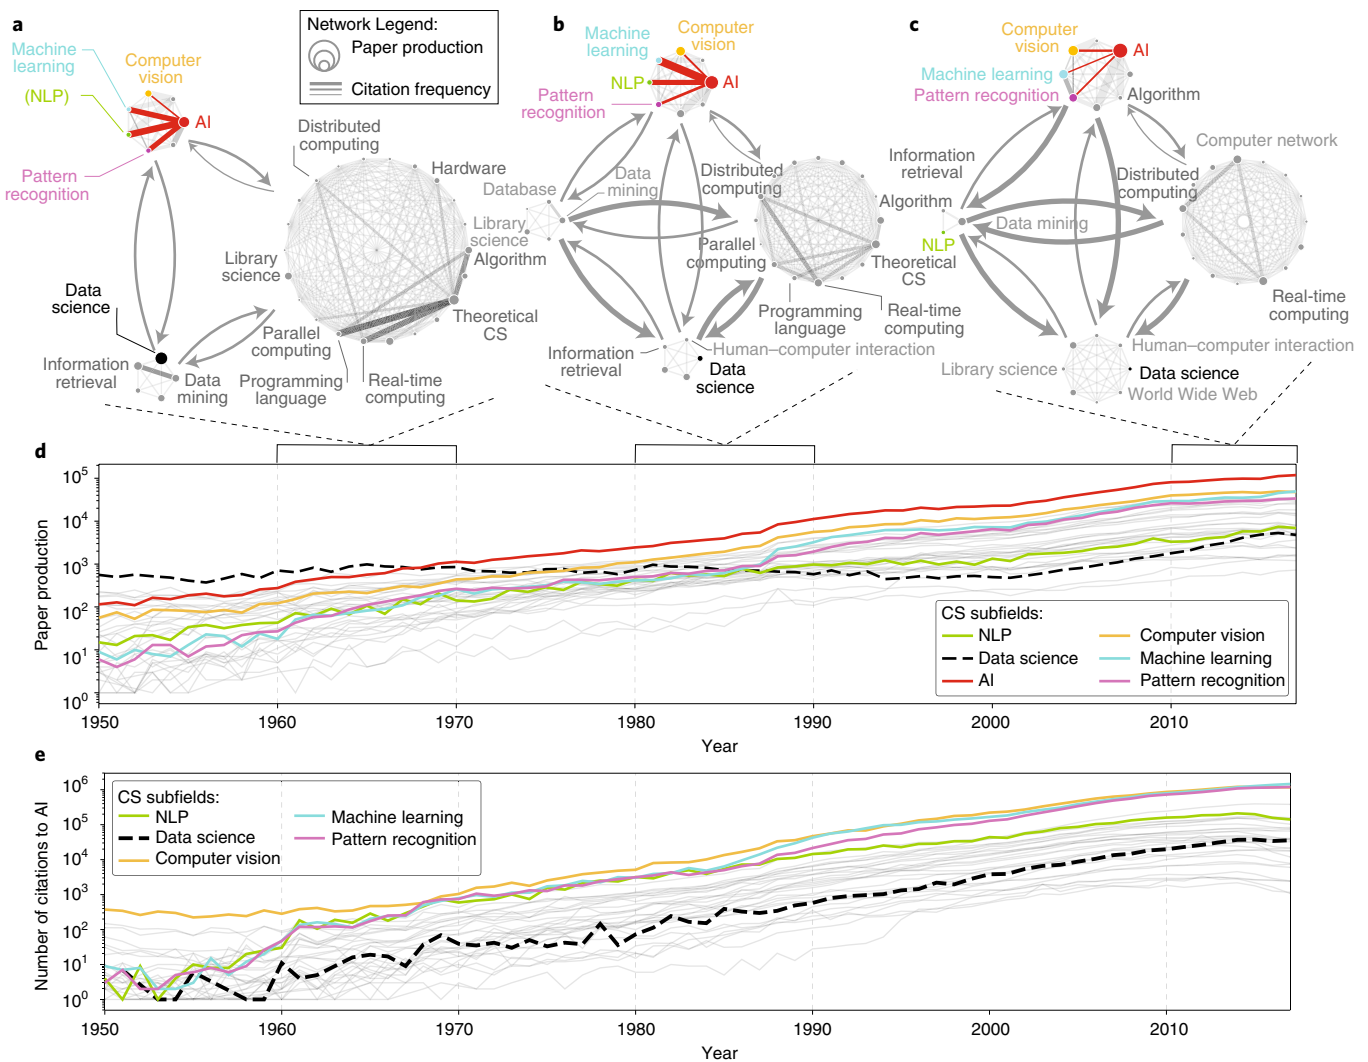 a
Network Legend:
Paper production
Citation frequency
Machine
learning
Computer
vision
(NLP)
AI
Pattern
recognition
Distributed
computing
Hardware
Library
science
Algorithm
Data
science
Theoretical
CS
Parallel
computing
Information
retrieval
Data
mining
Programming
language
Real-time
computing
b
Machine
learning
Computer
vision
NLP
AI
Pattern
recognition
Database
Data
mining
Distributed
computing
Library
science
Algorithm
Parallel
computing
Theoretical
CS
Programming
language
Real-time
computing
Information
retrieval
Human–computer interaction
Data
science
c
Computer
vision
AI
Machine learning
Pattern recognition
Algorithm
Information
retrieval
Computer network
Distributed
computing
Data mining
NLP
Real-time
computing
Human–computer interaction
Library science
Data science
World Wide Web
d
Paper production
10^5
10^4
10^3
10^2
10^1
10^0
CS subfields:
NLP
Data science
AI
Computer vision
Machine learning
Pattern recognition
1950
1960
1970
1980
1990
2000
2010
Year
e
Number of citations to AI
10^6
10^5
10^4
10^3
10^2
10^1
10^0
CS subfields:
NLP
Data science
Computer vision
Machine learning
Pattern recognition
1950
1960
1970
1980
1990
2000
2010
Year